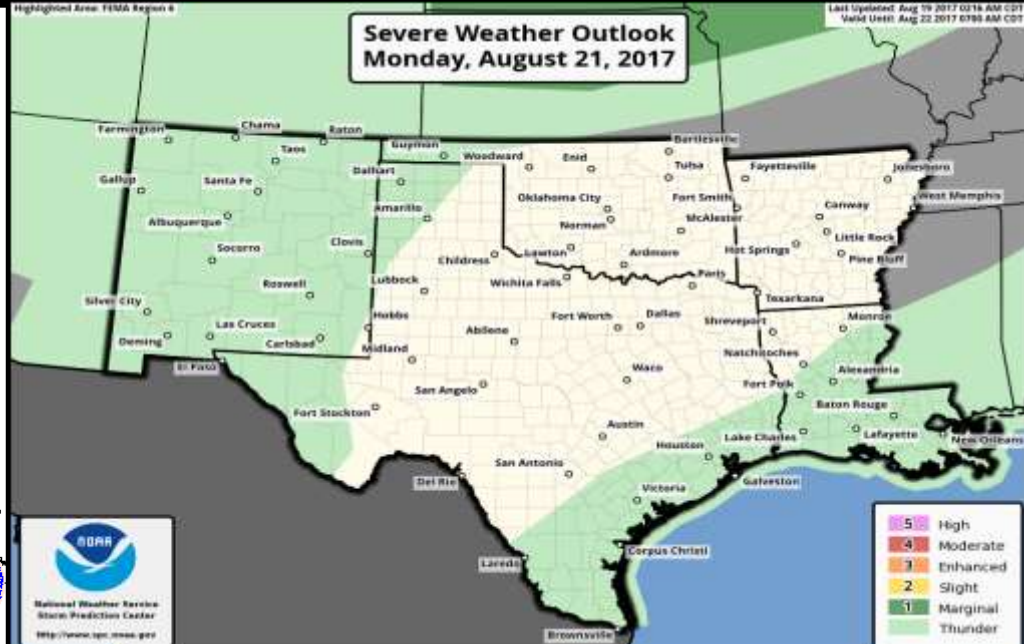 Highlighted Area: FEMA Region 6
Last Updated: Aug 19 2017 0216 AM CDT
Valid Until: Aug 22 2017 0700 AM CDT
Severe Weather Outlook
Monday, August 21, 2017
Farmington
Chama
Raton
Taos
Guymon
Woodward
Enid
Bartlesville
Tulsa
Fayetteville
Jonesboro
Gallup
Santa Fe
Dalhart
Amarillo
Oklahoma City
Fort Smith
Conway
West Memphis
Albuquerque
Norman
McAlester
Little Rock
Socorro
Clovis
Childress
Lawton
Ardmore
Hot Springs
Pine Bluff
Roswell
Lubbock
Wichita Falls
Paris
Texarkana
Silver City
Las Cruces
Hobbs
Abilene
Fort Worth
Dallas
Shreveport
Monroe
Deming
Carlsbad
Midland
Natchitoches
El Paso
San Angelo
Waco
Fort Polk
Alexandria
Fort Stockton
Austin
Houston
Lake Charles
Baton Rouge
Lafayette
New Orleans
Del Rio
San Antonio
Victoria
Galveston
Laredo
Corpus Christi
Brownsville
NOAA
National Weather Service
Storm Prediction Center
http://www.spc.noaa.gov
5 High
4 Moderate
3 Enhanced
2 Slight
1 Marginal
Thunder